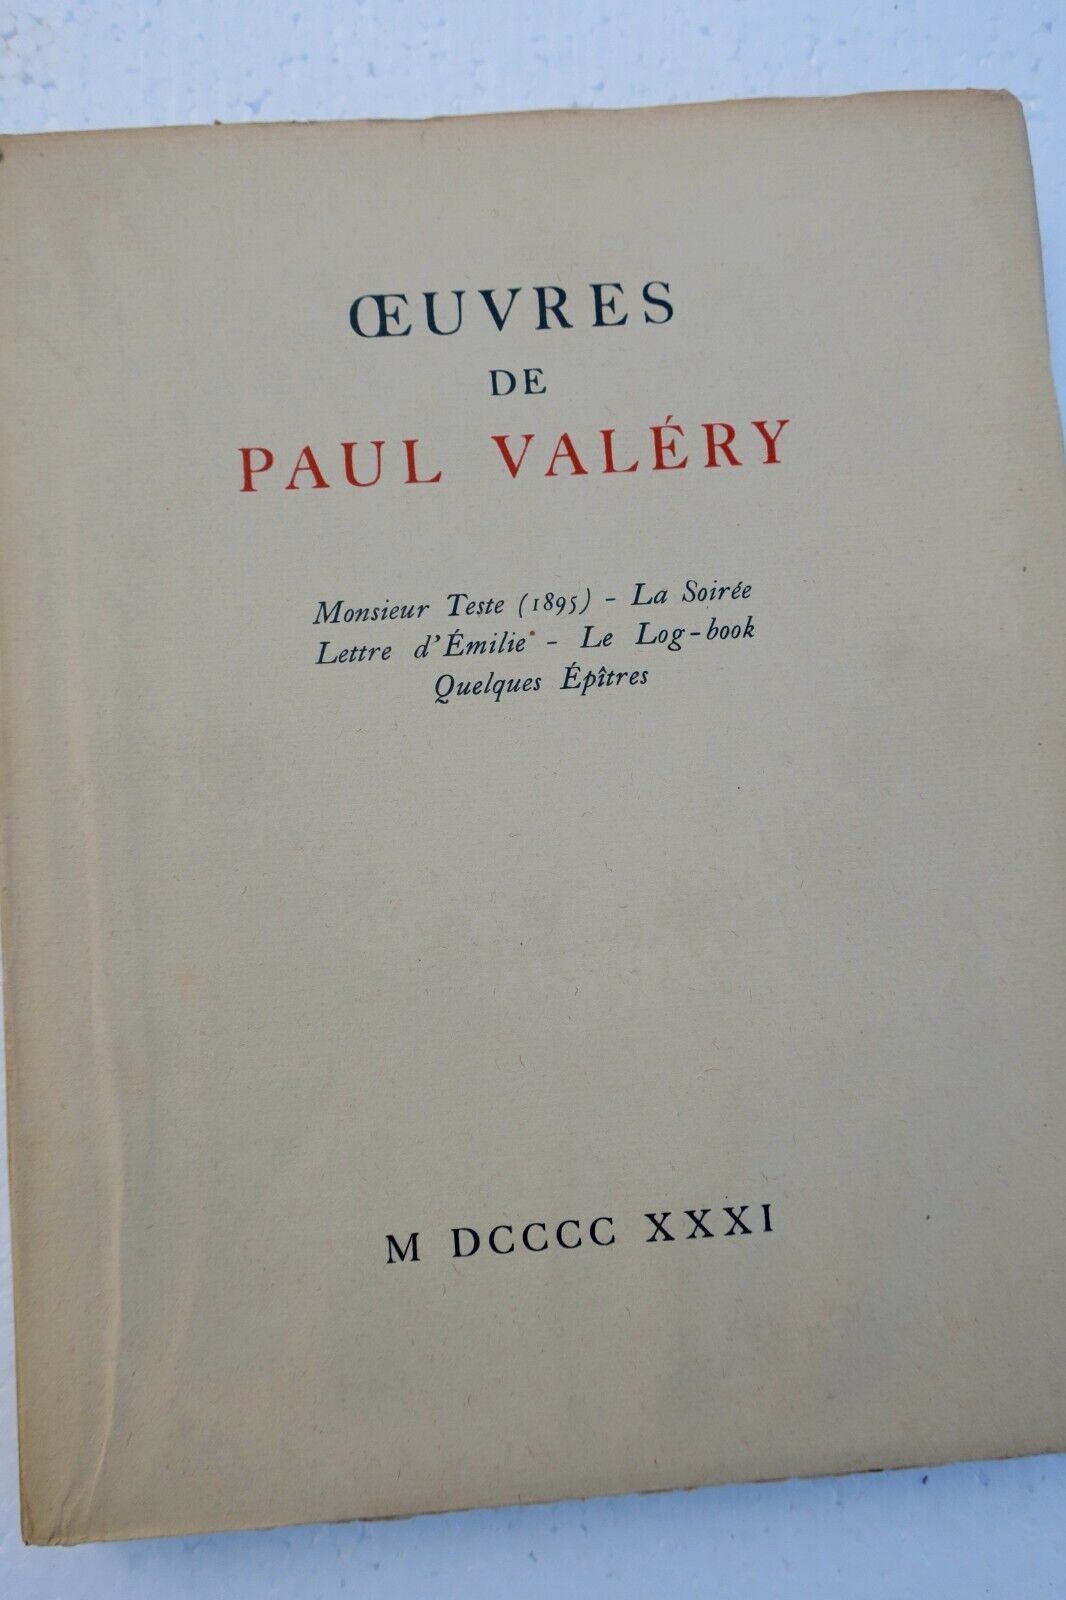 ŒUVRES
DE
PAUL VALÉRY
Monsieur Teste (1895) - La Soirée
Lettre d'Émilie - Le Log-book
Quelques Épîtres
M DCCCC XXXI